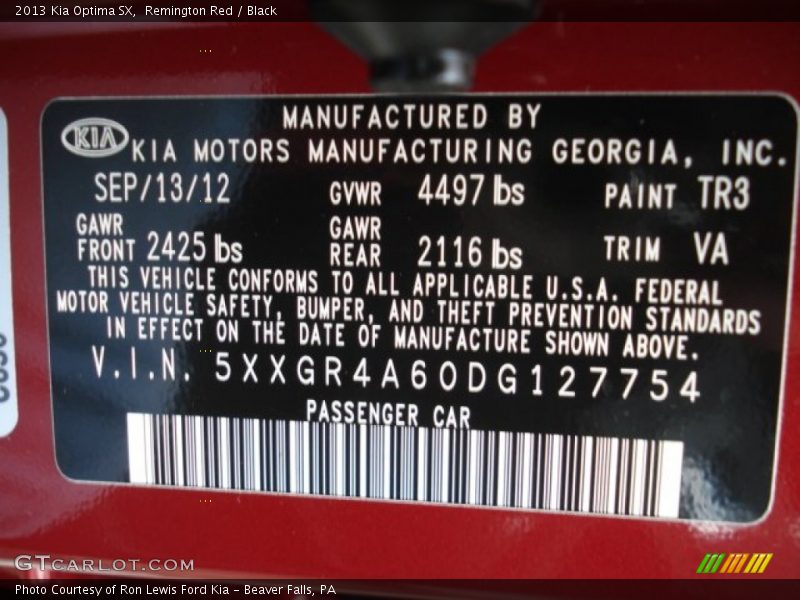 2013 Kia Optima SX,  Remington Red / Black
MANUFACTURED BY
KIA
KIA MOTORS MANUFACTURING GEORGIA, INC.
SEP/13/12 GVWR 4497 lbs PAINT TR3
GAWR FRONT 2425 lbs GAWR REAR 2116 lbs TRIM VA
THIS VEHICLE CONFORMS TO ALL APPLICABLE U.S.A. FEDERAL
MOTOR VEHICLE SAFETY, BUMPER, AND THEFT PREVENTION STANDARDS
IN EFFECT ON THE DATE OF MANUFACTURE SHOWN ABOVE.
V.I.N. 5XXGR4A60DG127754
PASSENGER CAR
GTCARLOT.COM
Photo Courtesy of Ron Lewis Ford Kia - Beaver Falls, PA